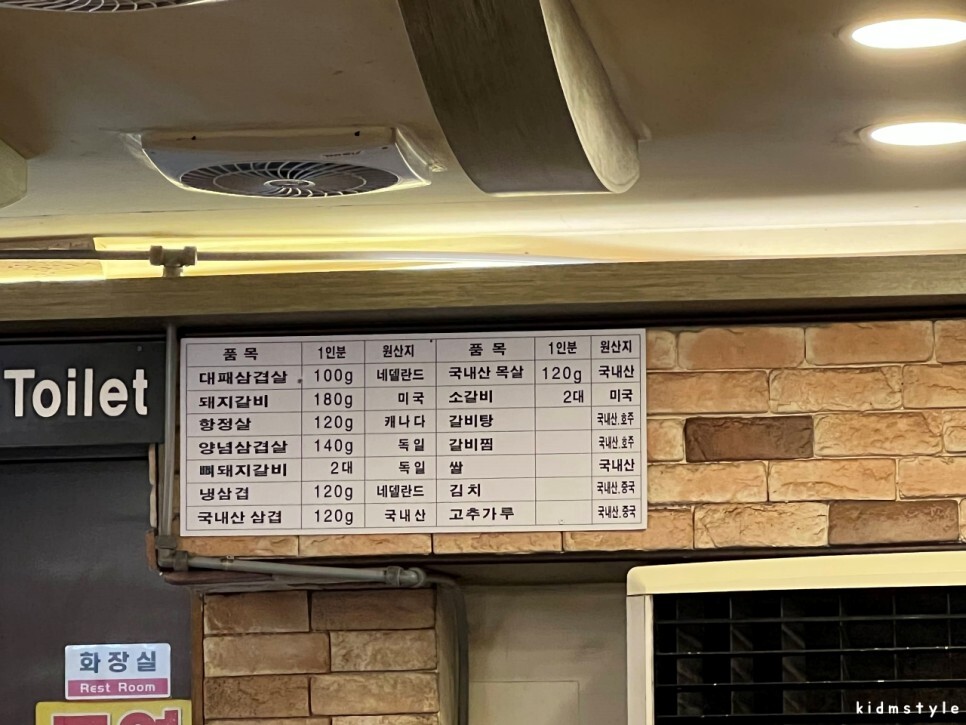 Toilet
품 목 1인분 원산지 품 목 1인분 원산지
대패삼겹살 100g 네델란드 국내산 목살 120g 국내산
돼지갈비 180g 미국 소갈비 2대 미국
항정살 120g 캐나다 갈비탕 국내산,호주
양념삼겹살 140g 독일 갈비찜 국내산,호주
뼈돼지갈비 2대 독일 쌀 국내산
냉삼겹 120g 네델란드 김치 국내산,중국
국내산 삼겹 120g 국내산 고추가루 국내산,중국
화장실
Rest Room
kidmstyle